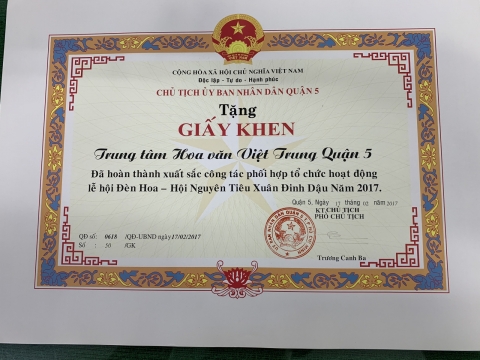 CỘNG HÒA XÃ HỘI CHỦ NGHĨA VIỆT NAM
Độc lập - Tự do - Hạnh phúc
CHỦ TỊCH ỦY BAN NHÂN DÂN QUẬN 5
Tặng
GIẤY KHEN
Trung tâm Hoa văn Việt Trung Quận 5
Đã hoàn thành xuất sắc công tác phối hợp tổ chức hoạt động
lễ hội Đèn Hoa – Hội Nguyên Tiêu Xuân Đinh Dậu Năm 2017.
Quận 5, Ngày 17 tháng 02 năm 2017
KT.CHỦ TỊCH
PHÓ CHỦ TỊCH
QĐ số: 0618 /QĐ-UBND ngày 17/02/2017
Số : 50 /GK
Trương Canh Ba